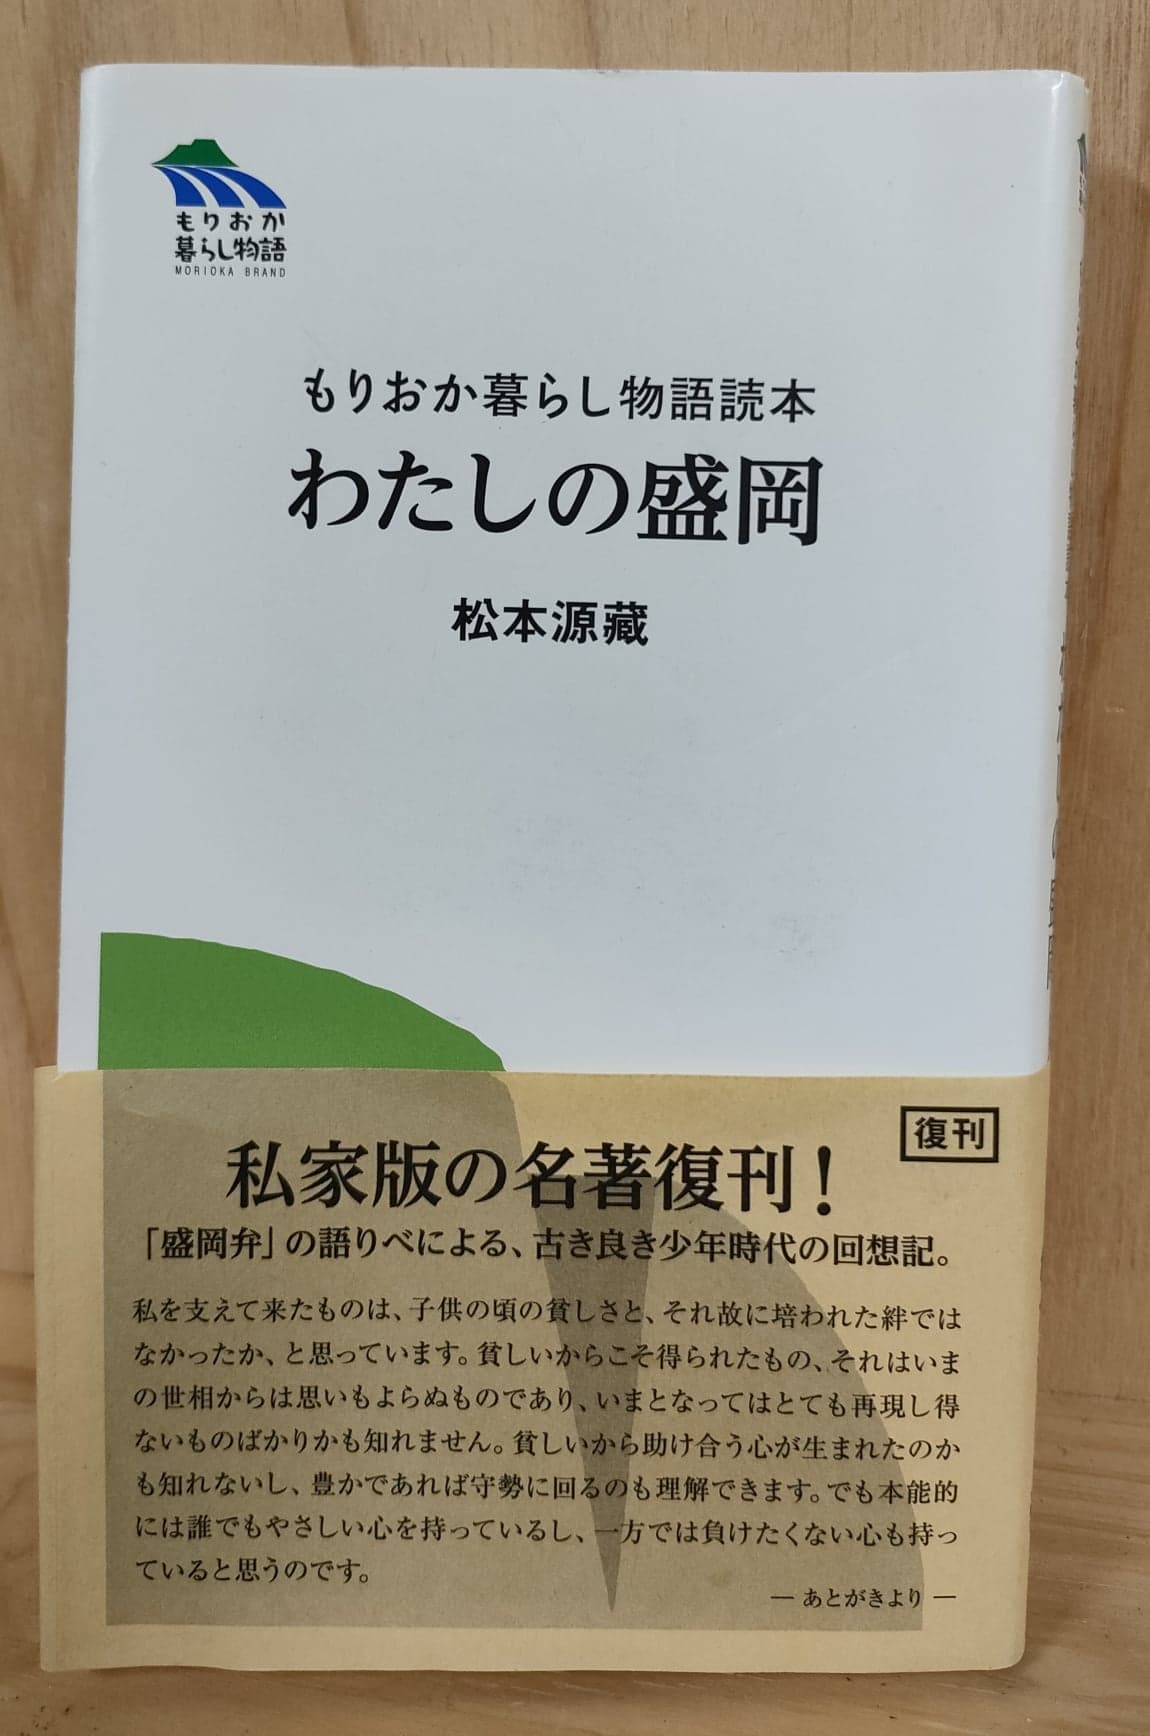 もりおか
暮らし物語
MORIOKA BRAND
もりおか暮らし物語読本
わたしの盛岡
松本源藏
復刊
私家版の名著復刊！
「盛岡弁」の語りべによる、古き良き少年時代の回想記。
私を支えて来たものは、子供の頃の貧しさと、それ故に培われた絆では
なかったか、と思っています。貧しいからこそ得られたもの、それはいま
の世相からは思いもよらぬものであり、いまとなってはとても再現し得
ないものばかりかも知れません。貧しいから助け合う心が生まれたのか
も知れないし、豊かであれば守勢に回るのも理解できます。でも本能的
には誰でもやさしい心を持っているし、一方では負けたくない心も持っ
ていると思うのです。
― あとがきより ―